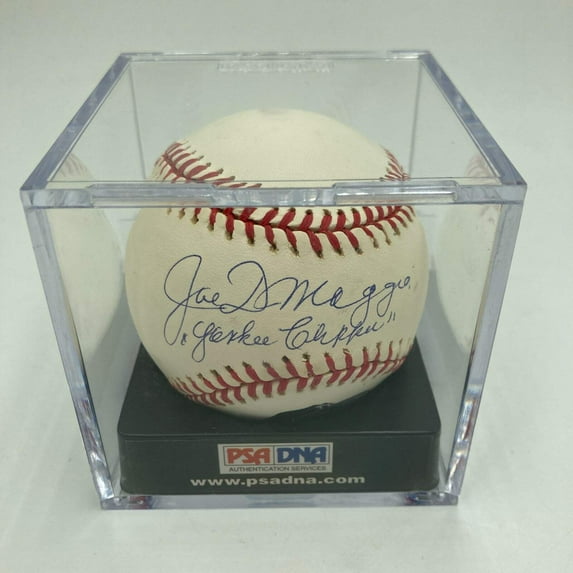 Joe DiMaggio
"Yankee Clipper"
PSA DNA
AUTHENTICATION SERVICES
www.psadna.com